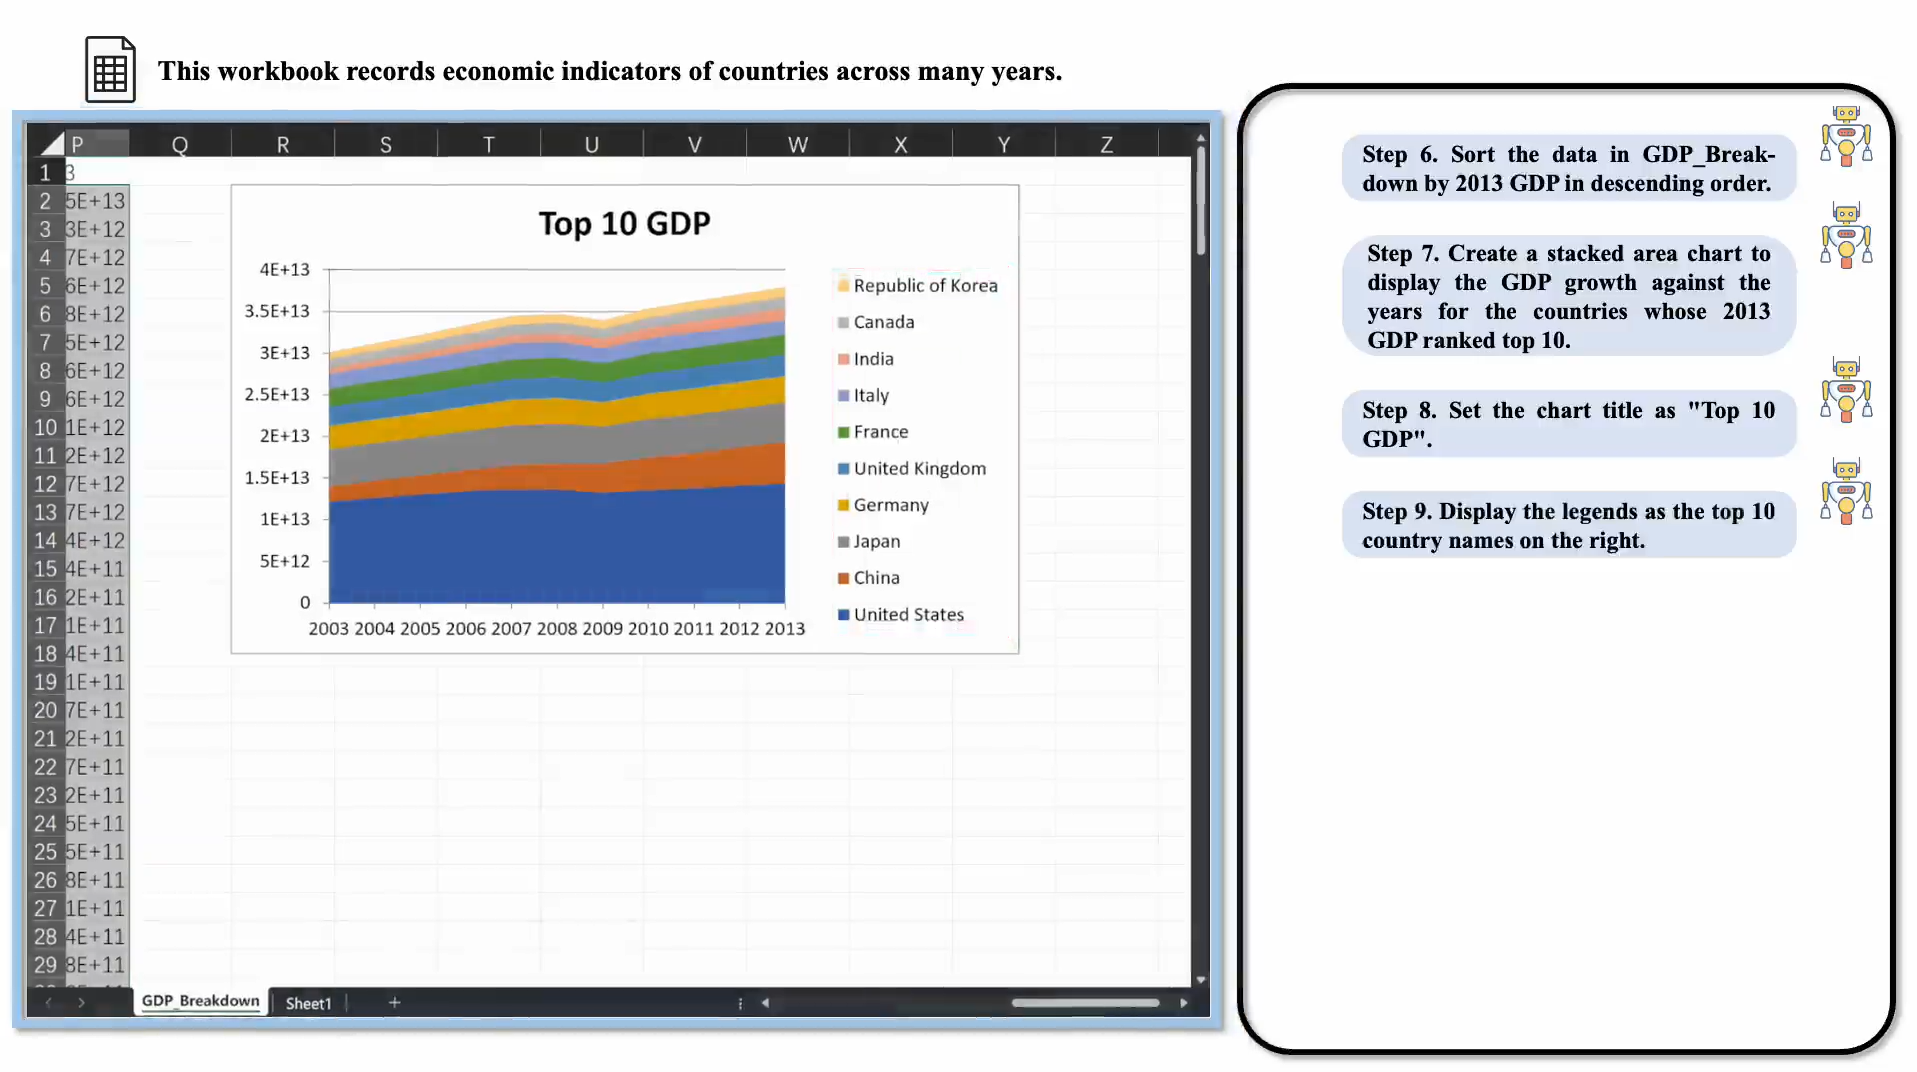 This workbook records economic indicators of countries across many years.
P Q R S T U V W X Y Z
1 3
2 5E+13
3 3E+12
4 7E+12
5 6E+12
6 8E+12
7 5E+12
8 6E+12
9 6E+12
10 1E+12
11 2E+12
12 7E+12
13 7E+12
14 4E+12
15 4E+11
16 2E+11
17 1E+11
18 4E+11
19 1E+11
20 7E+11
21 2E+11
22 7E+11
23 2E+11
24 5E+11
25 5E+11
26 8E+11
27 1E+11
28 4E+11
29 8E+11
Top 10 GDP
4E+13
3.5E+13
3E+13
2.5E+13
2E+13
1.5E+13
1E+13
5E+12
0
2003 2004 2005 2006 2007 2008 2009 2010 2011 2012 2013
Republic of Korea
Canada
India
Italy
France
United Kingdom
Germany
Japan
China
United States
GDP_Breakdown Sheet1 +
Step 6. Sort the data in GDP_Break-
down by 2013 GDP in descending order.
Step 7. Create a stacked area chart to
display the GDP growth against the
years for the countries whose 2013
GDP ranked top 10.
Step 8. Set the chart title as "Top 10
GDP".
Step 9. Display the legends as the top 10
country names on the right.